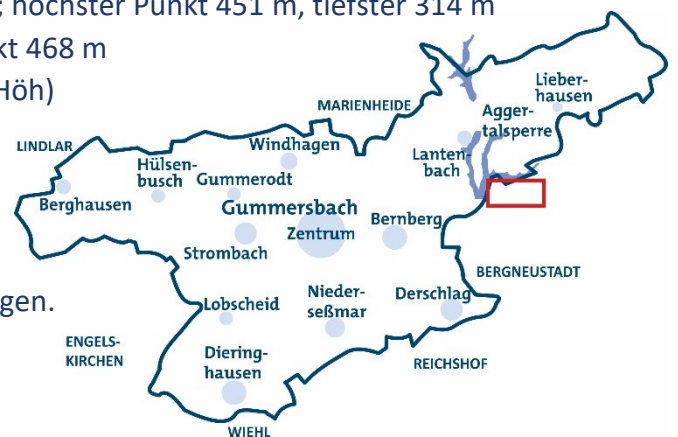 ; höchster Punkt 451 m, tiefster 314 m
kt 468 m
Höh)
gen.
MARIENHEIDE
LINDLAR
Lieber-
hausen
Agger-
talsperre
Windhagen
Lanten-
bach
Hülsen-
busch
Gummerodt
Berghausen
Gummersbach
Zentrum
Bernberg
Strombach
BERGNEUSTADT
Lobscheid
Nieder-
seßmar
Derschlag
ENGELS-
KIRCHEN
Diering-
hausen
REICHSHOF
WIEHL